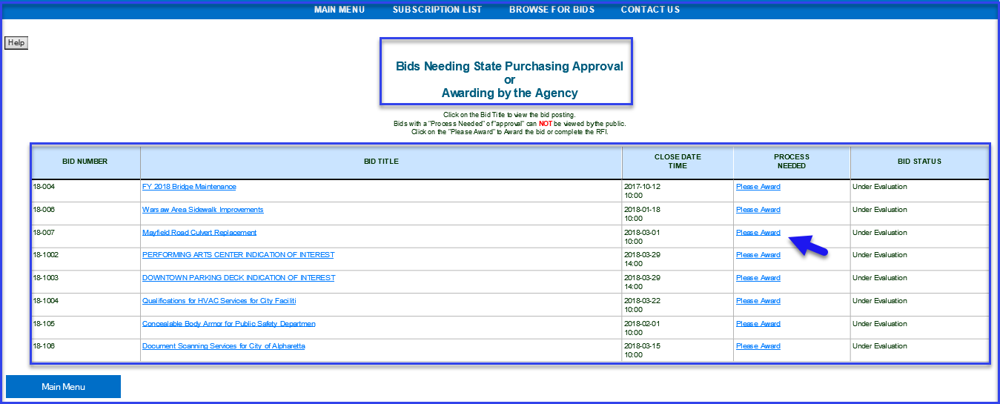 MAIN MENU SUBSCRIPTION LIST BROWSE FOR BIDS CONTACT US
Help
Bids Needing State Purchasing Approval
or
Awarding by the Agency
Click on the Bid Title to view the bid posting.
Bids with a "Process Needed" of "approval" can NOT be viewed by the public.
Click on the "Please Award" to Award the bid or complete the RFI.
BID NUMBER BID TITLE CLOSE DATE TIME PROCESS NEEDED BID STATUS
18-004 FY 2018 Bridge Maintenance 2017-10-12 Please Award Under Evaluation
10:00
18-006 Warsaw Area Sidewalk Improvements 2018-01-18 Please Award Under Evaluation
10:00
18-007 Mayfield Road Culvert Replacement 2018-03-01 Please Award Under Evaluation
10:00
18-1002 PERFORMING ARTS CENTER INDICATION OF INTEREST 2018-03-29 Please Award Under Evaluation
14:00
18-1003 DOWNTOWN PARKING DECK INDICATION OF INTEREST 2018-03-29 Please Award Under Evaluation
14:00
18-1004 Qualifications for HVAC Services for City Faciliti 2018-03-22 Please Award Under Evaluation
10:00
18-105 Concealable Body Armor for Public Safety Departmen 2018-02-01 Please Award Under Evaluation
10:00
18-106 Document Scanning Services for City of Alpharetta 2018-03-15 Please Award Under Evaluation
10:00
Main Menu